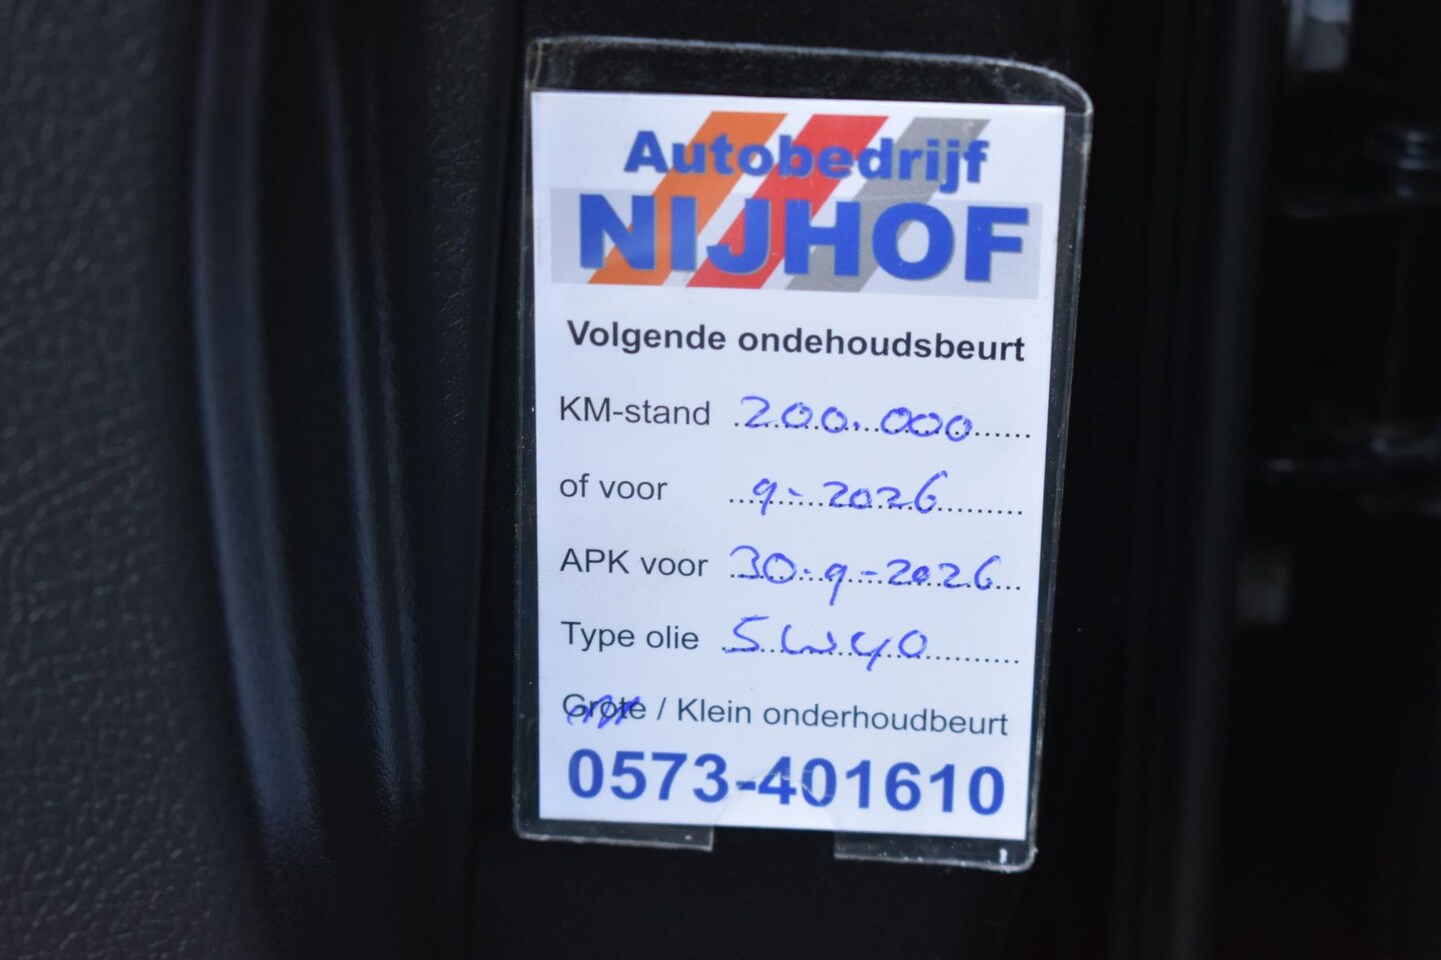 Autobedrijf
NIJHOF
Volgende ondehoudsbeurt
KM-stand 200.000
of voor 9-2026
APK voor 30-9-2026
Type olie 5W40
Grote / Klein onderhoudbeurt
0573-401610